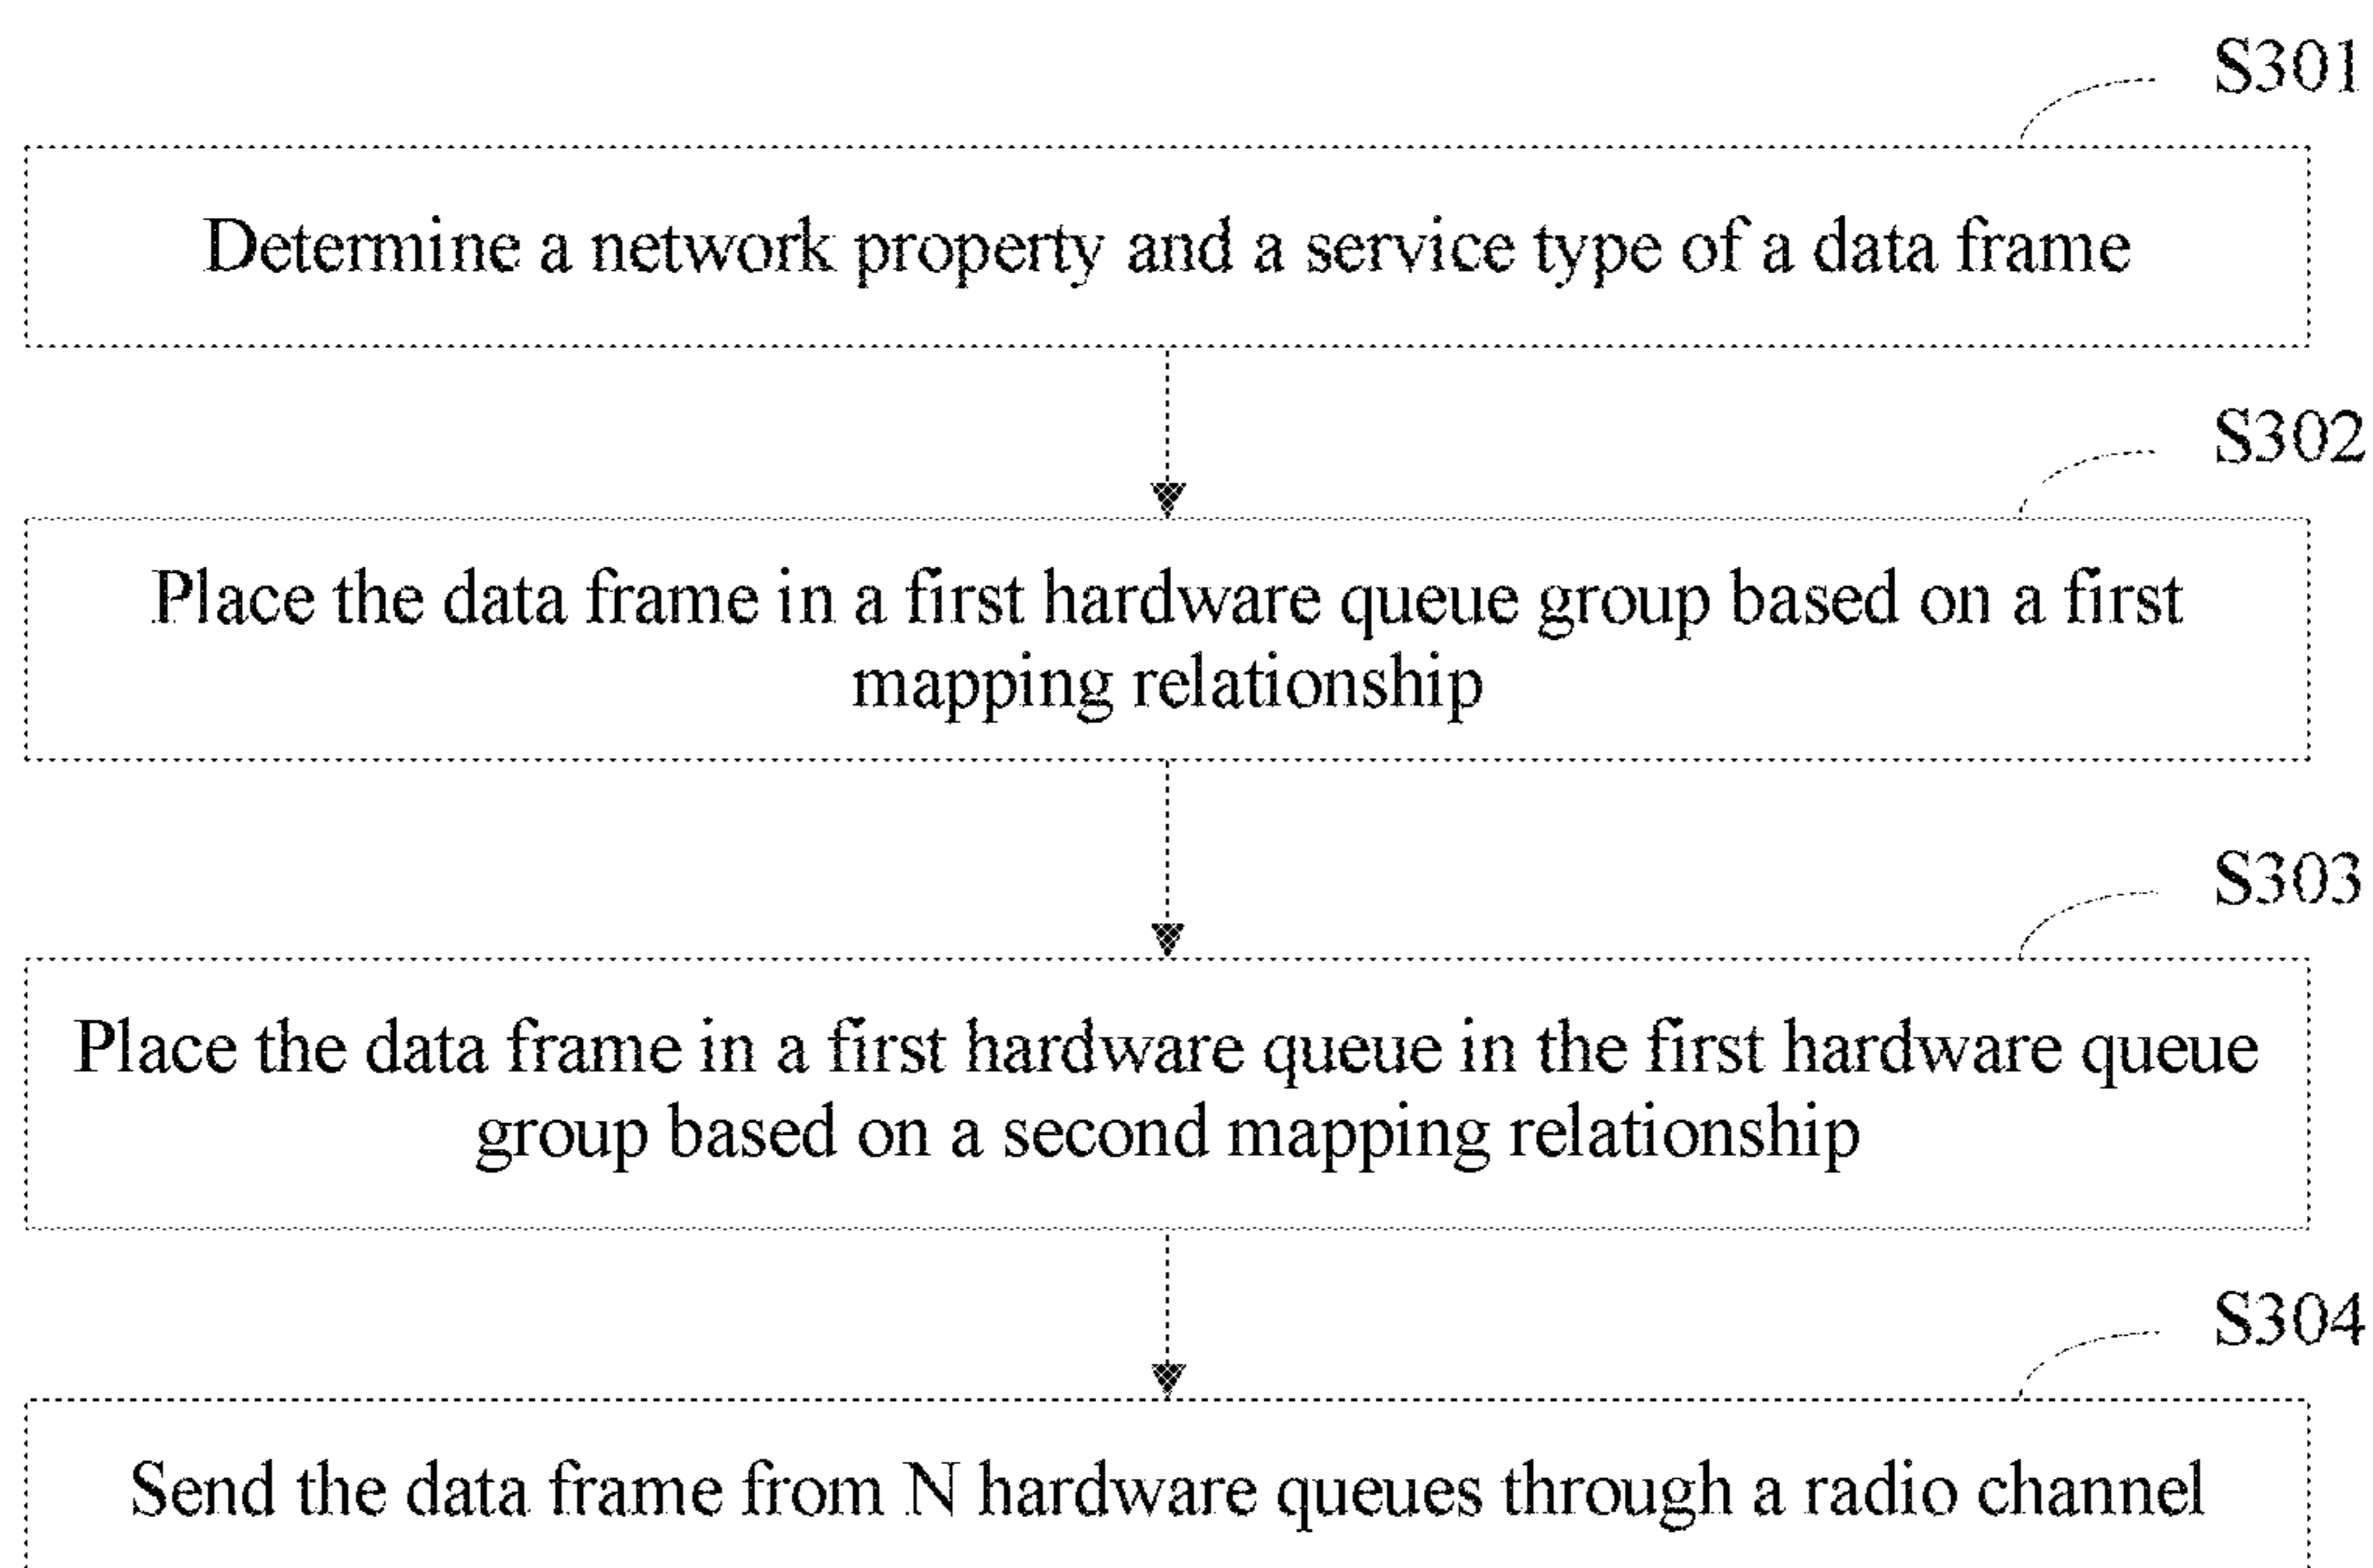 S301
Determine a network property and a service type of a data frame
S302
Place the data frame in a first hardware queue group based on a first
mapping relationship
S303
Place the data frame in a first hardware queue in the first hardware queue
group based on a second mapping relationship
S304
Send the data frame from N hardware queues through a radio channel